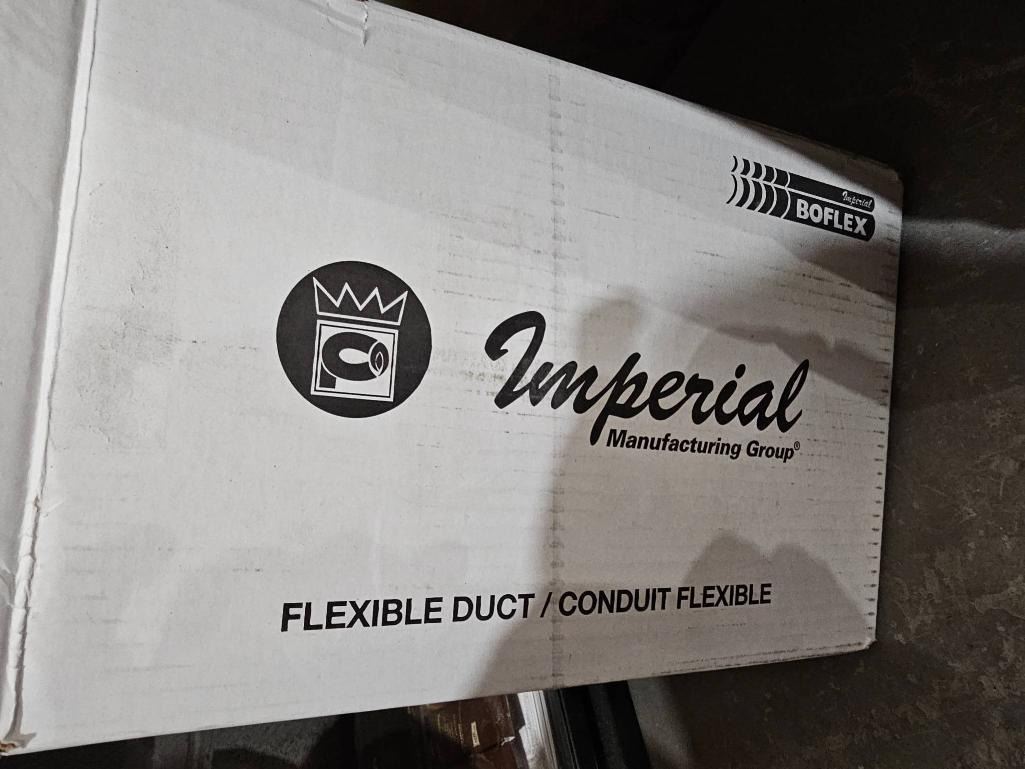 Imperial
BOFLEX
Imperial
Manufacturing Group®
FLEXIBLE DUCT / CONDUIT FLEXIBLE